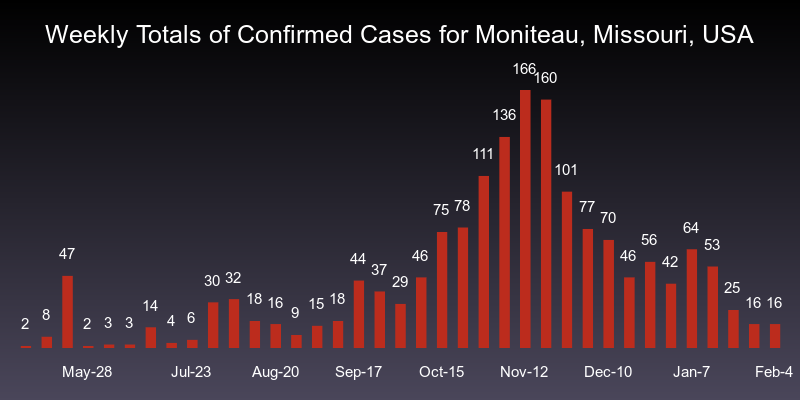 Weekly Totals of Confirmed Cases for Moniteau, Missouri, USA
2 8 47 2 3 3 14 4 6 30 32 18 16 9 15 18 44 37 29 46 75 78 111 136 166 160 101 77 70 46 56 42 64 53 25 16 16
May-28 Jul-23 Aug-20 Sep-17 Oct-15 Nov-12 Dec-10 Jan-7 Feb-4